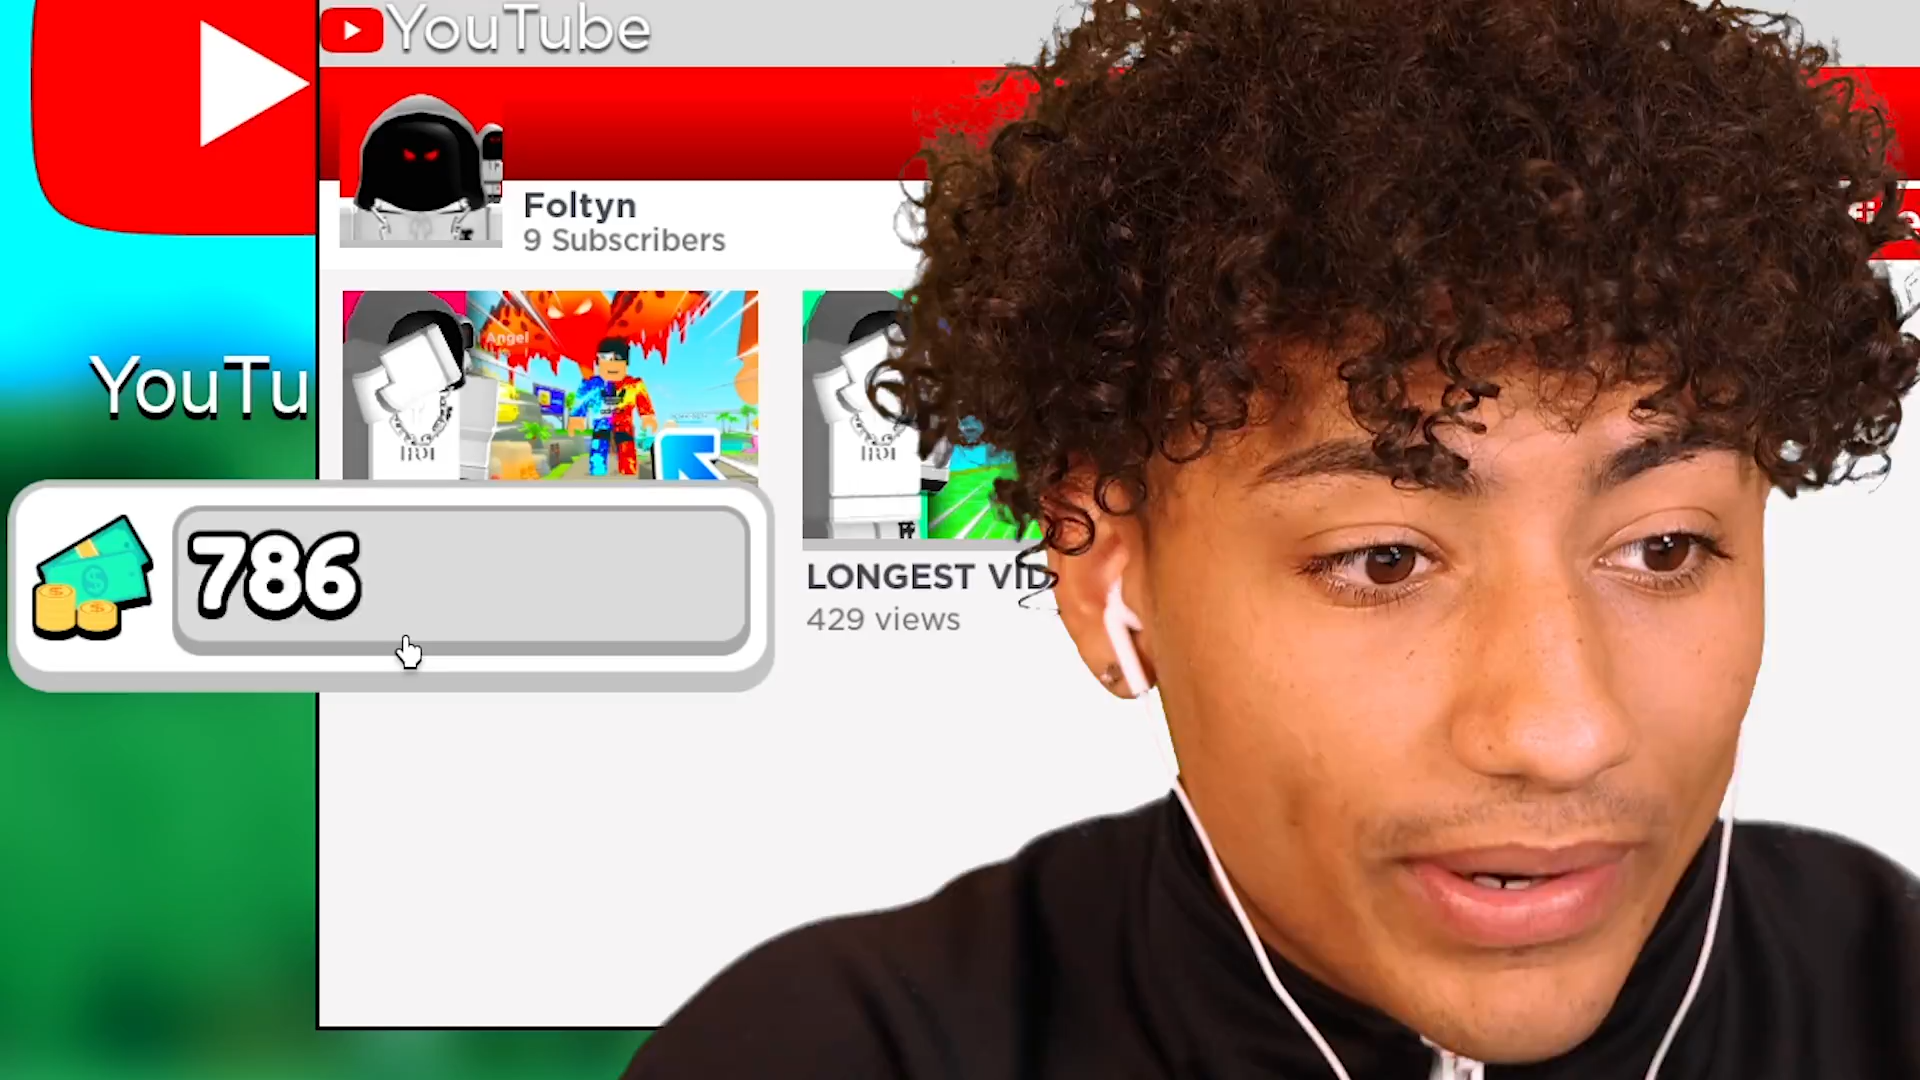 YouTube
Foltyn
9 Subscribers
YouTu
Angel
786
LONGEST VID
429 views